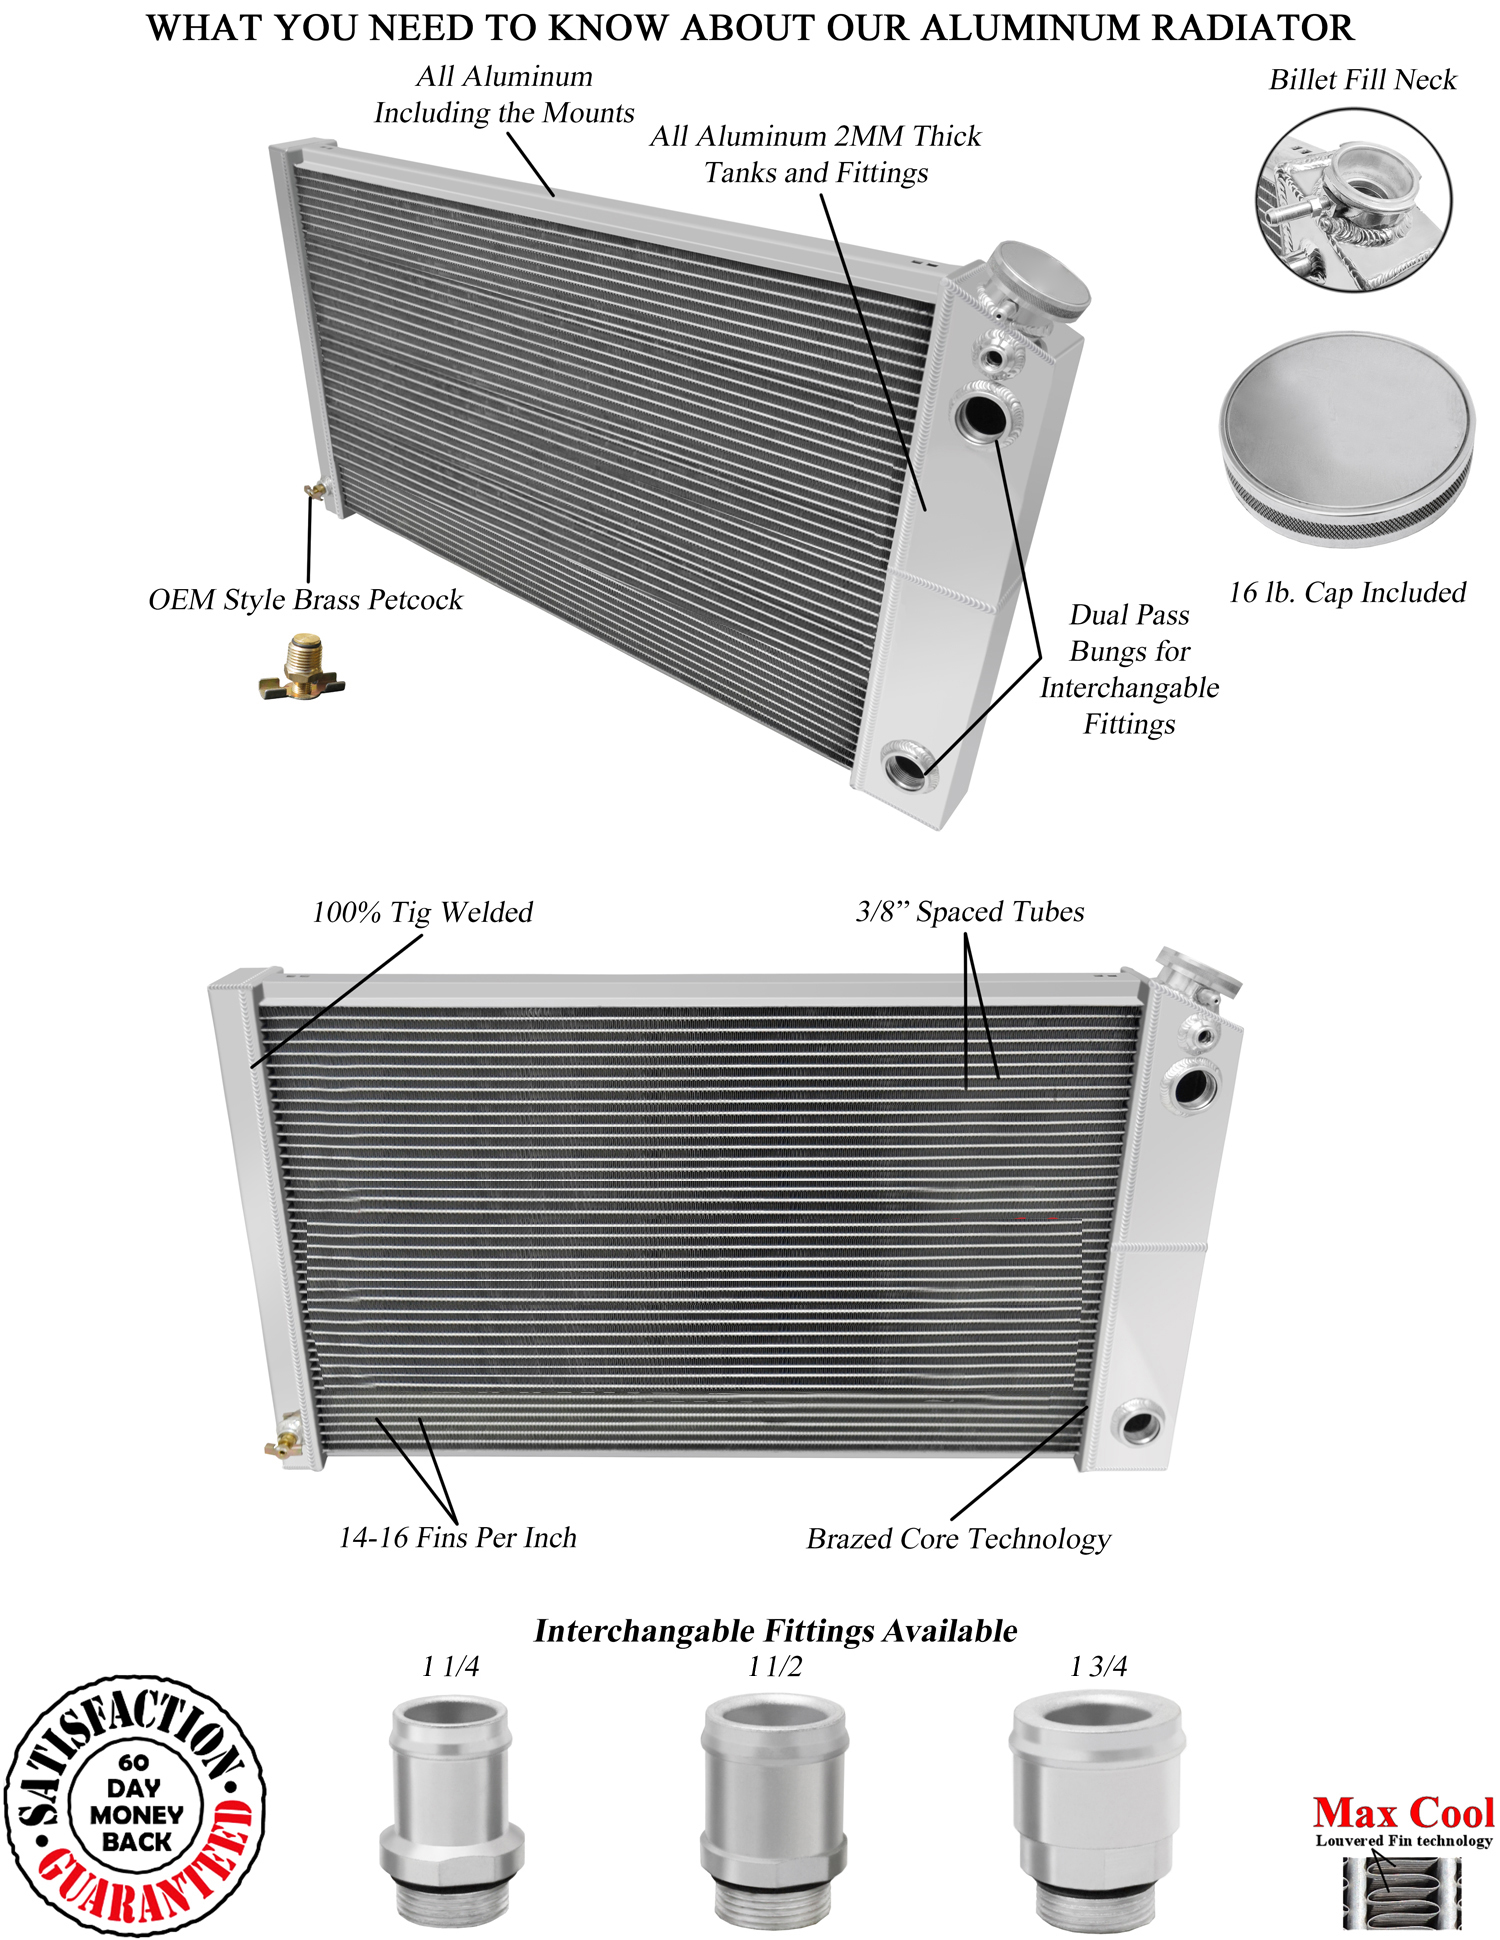 WHAT YOU NEED TO KNOW ABOUT OUR ALUMINUM RADIATOR
All Aluminum
Including the Mounts
All Aluminum 2MM Thick
Tanks and Fittings
Billet Fill Neck
16 lb. Cap Included
OEM Style Brass Petcock
Dual Pass
Bungs for
Interchangable
Fittings
100% Tig Welded
3/8” Spaced Tubes
14-16 Fins Per Inch
Brazed Core Technology
Interchangable Fittings Available
1 1/4
1 1/2
1 3/4
SATISFACTION
60
DAY
MONEY
BACK
GUARANTEED
Max Cool
Louvered Fin technology